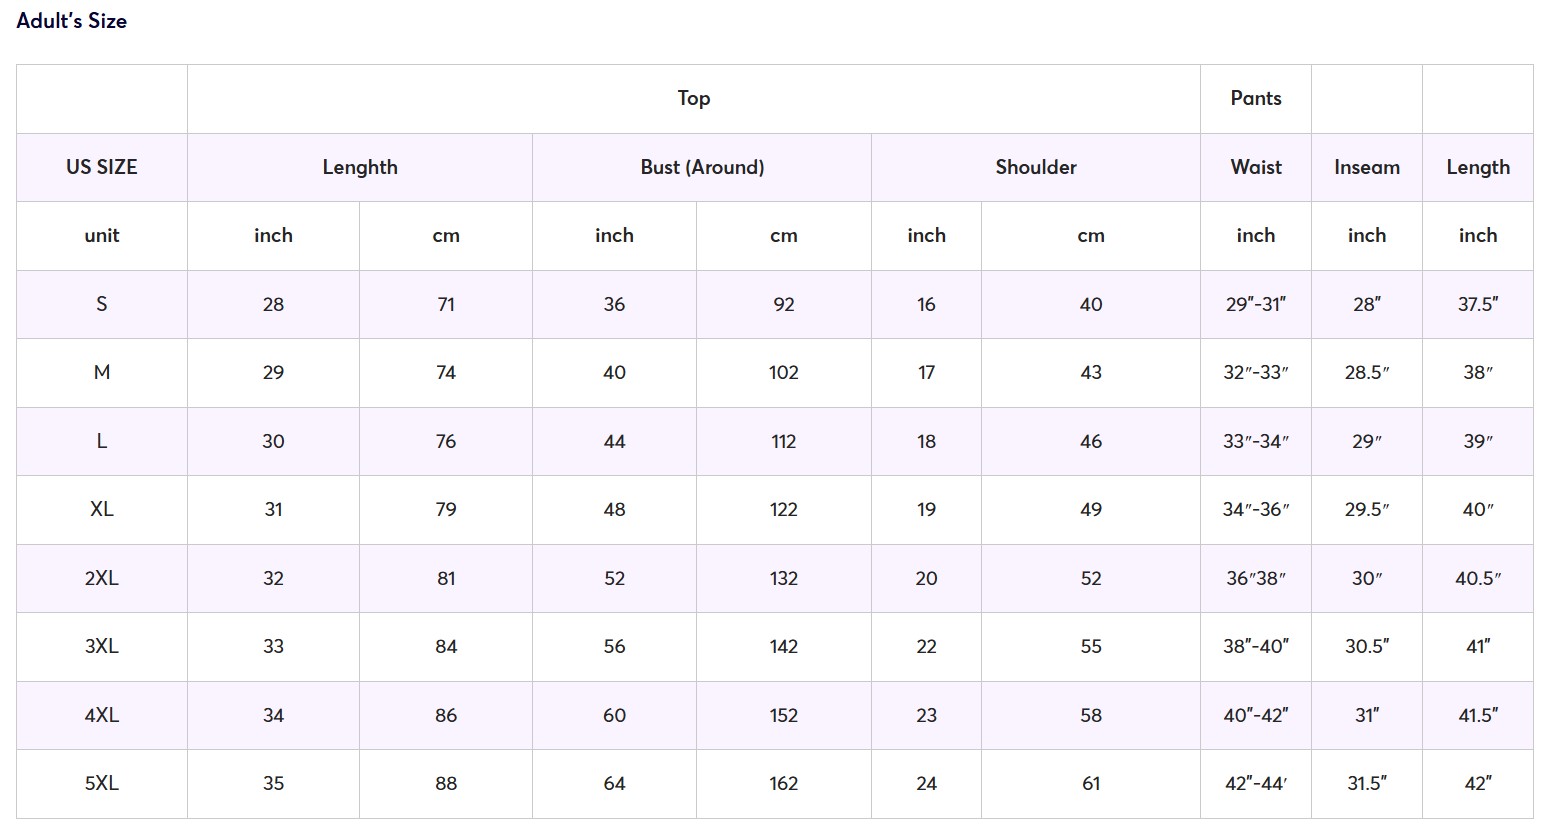 Adult's Size
Top Pants
US SIZE Lenghth Bust (Around) Shoulder Waist Inseam Length
unit inch cm inch cm inch cm inch inch inch
S 28 71 36 92 16 40 29"-31" 28" 37.5"
M 29 74 40 102 17 43 32″-33″ 28.5″ 38″
L 30 76 44 112 18 46 33″-34″ 29″ 39″
XL 31 79 48 122 19 49 34″-36″ 29.5″ 40″
2XL 32 81 52 132 20 52 36″38″ 30″ 40.5″
3XL 33 84 56 142 22 55 38"-40" 30.5" 41"
4XL 34 86 60 152 23 58 40"-42" 31" 41.5"
5XL 35 88 64 162 24 61 42"-44′ 31.5" 42"